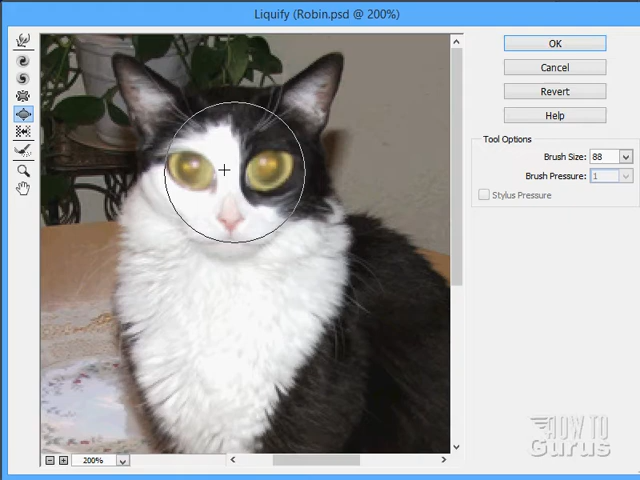 Liquify (Robin.psd @ 200%)
OK
Cancel
Revert
Help
Tool Options
Brush Size: 88
Brush Pressure: 1
Stylus Pressure
200%
HOW TO
Gurus